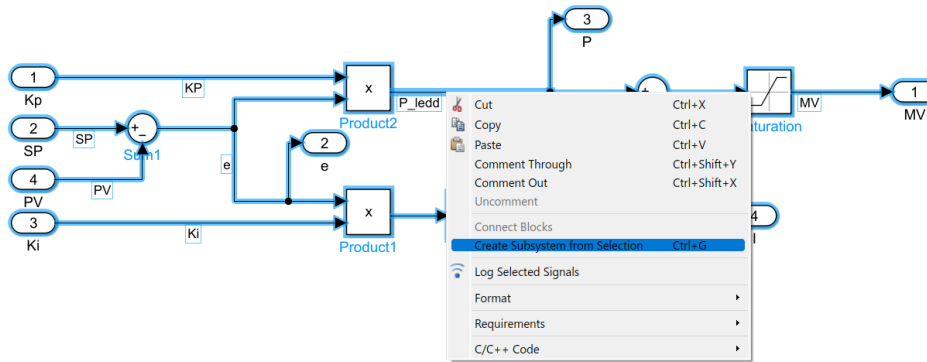 3
P
1
Kp
KP
x
P_ledd
Product2
Cut Ctrl+X
Copy Ctrl+C
Paste Ctrl+V
Comment Through Ctrl+Shift+Y
Comment Out Ctrl+Shift+X
Uncomment
Connect Blocks
Create Subsystem from Selection Ctrl+G
Log Selected Signals
Format
Requirements
C/C++ Code
MV
1
MV
2
SP
SP
Sum1
e
2
e
4
PV
PV
3
Ki
Ki
x
Product1
4